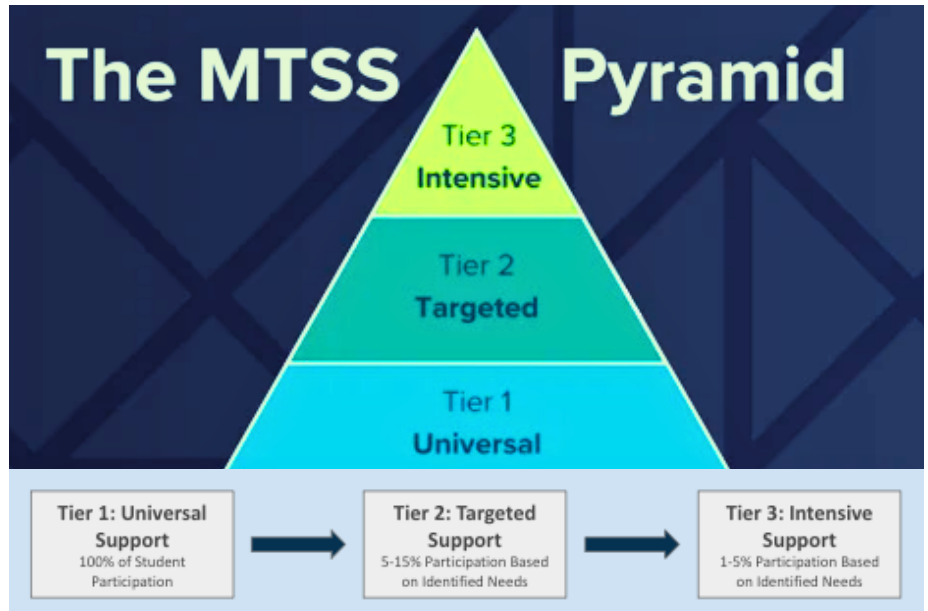 The MTSS Pyramid
Tier 3
Intensive
Tier 2
Targeted
Tier 1
Universal
Tier 1: Universal
Support
100% of Student
Participation
Tier 2: Targeted
Support
5-15% Participation Based
on Identified Needs
Tier 3: Intensive
Support
1-5% Participation Based
on Identified Needs